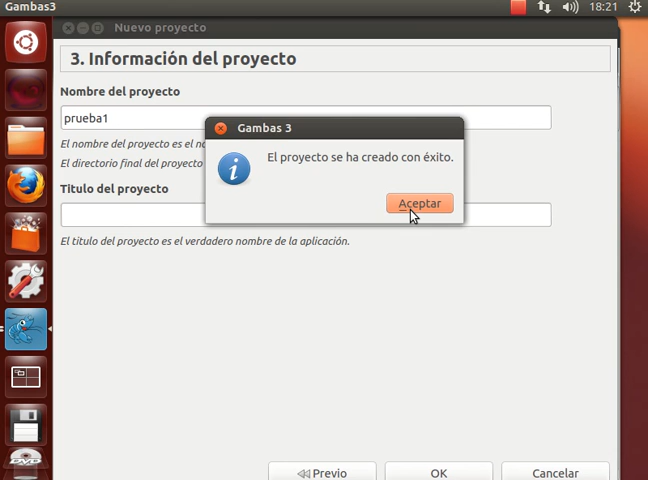 Gambas3
18:21
Nuevo proyecto
3. Información del proyecto
Nombre del proyecto
prueba1
Gambas 3
El proyecto se ha creado con éxito.
Aceptar
El nombre del proyecto es el
El directorio final del proyecto
Titulo del proyecto
El titulo del proyecto es el verdadero nombre de la aplicación.
Previo
OK
Cancelar